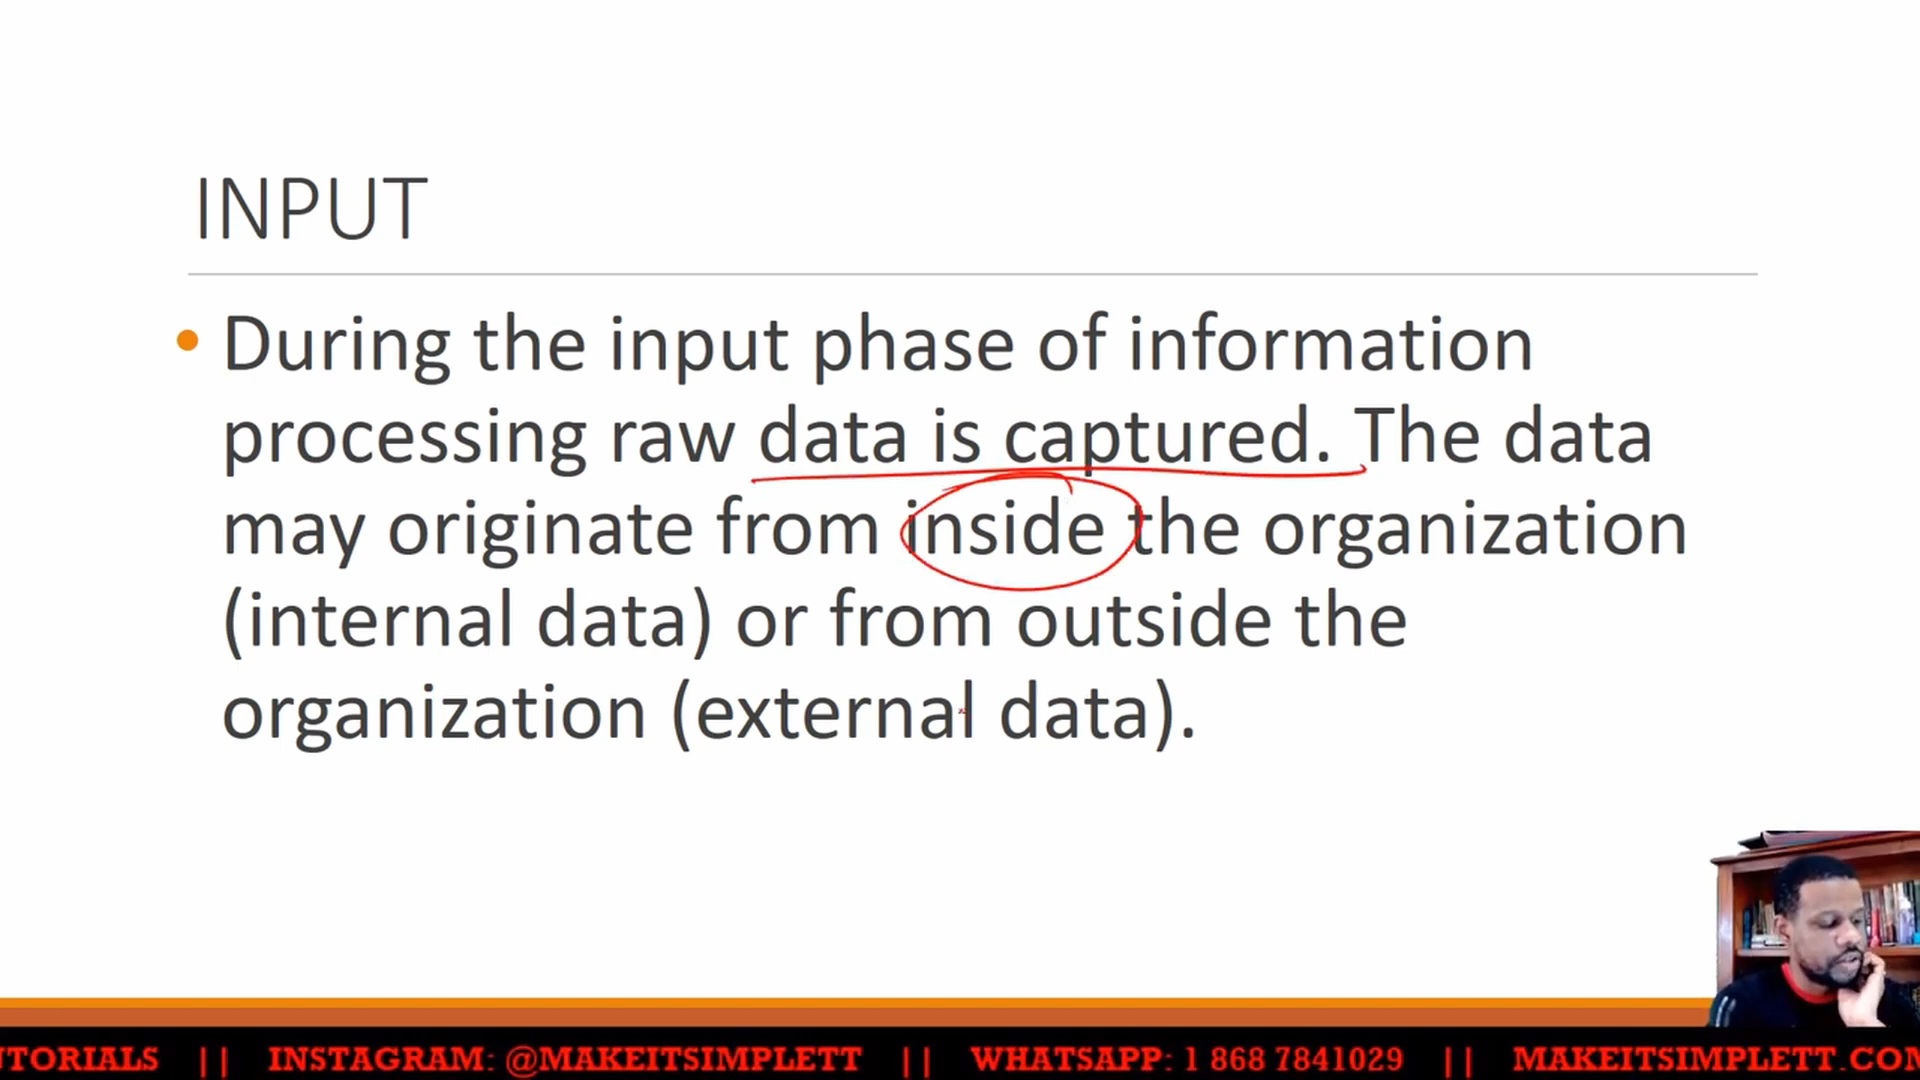 INPUT
• During the input phase of information
processing raw data is captured. The data
may originate from inside the organization
(internal data) or from outside the
organization (external data).
UTORIALS || INSTAGRAM: @MAKEITSIMPLETT || WHATSAPP: 1 868 7841029 || MAKEITSIMPLETT.COM